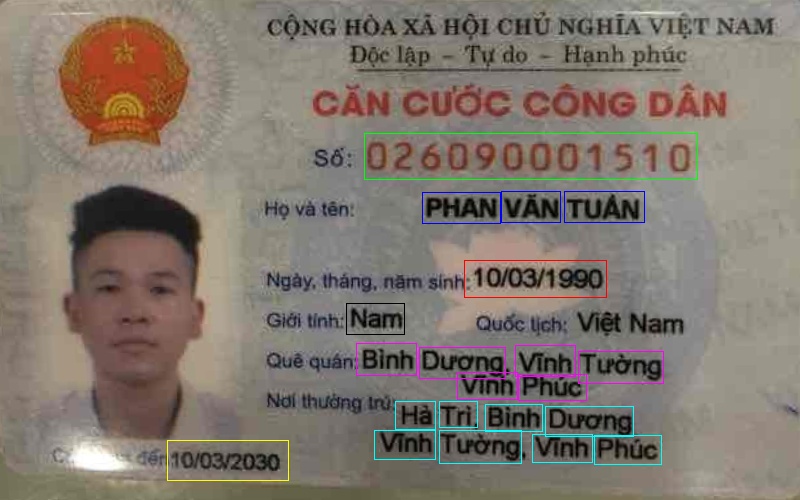 CỘNG HÒA XÃ HỘI CHỦ NGHĨA VIỆT NAM
Độc lập – Tự do – Hạnh phúc
CĂN CƯỚC CÔNG DÂN
Số: 026090001510
Họ và tên: PHAN VĂN TUÂN
Ngày, tháng, năm sinh: 10/03/1990
Giới tính: Nam Quốc tịch: Việt Nam
Quê quán: Bình Dương, Vĩnh Tường
Vĩnh Phúc
Nơi thường trú: Hà Trì, Bình Dương
Vĩnh Tường, Vĩnh Phúc
đến 10/03/2030